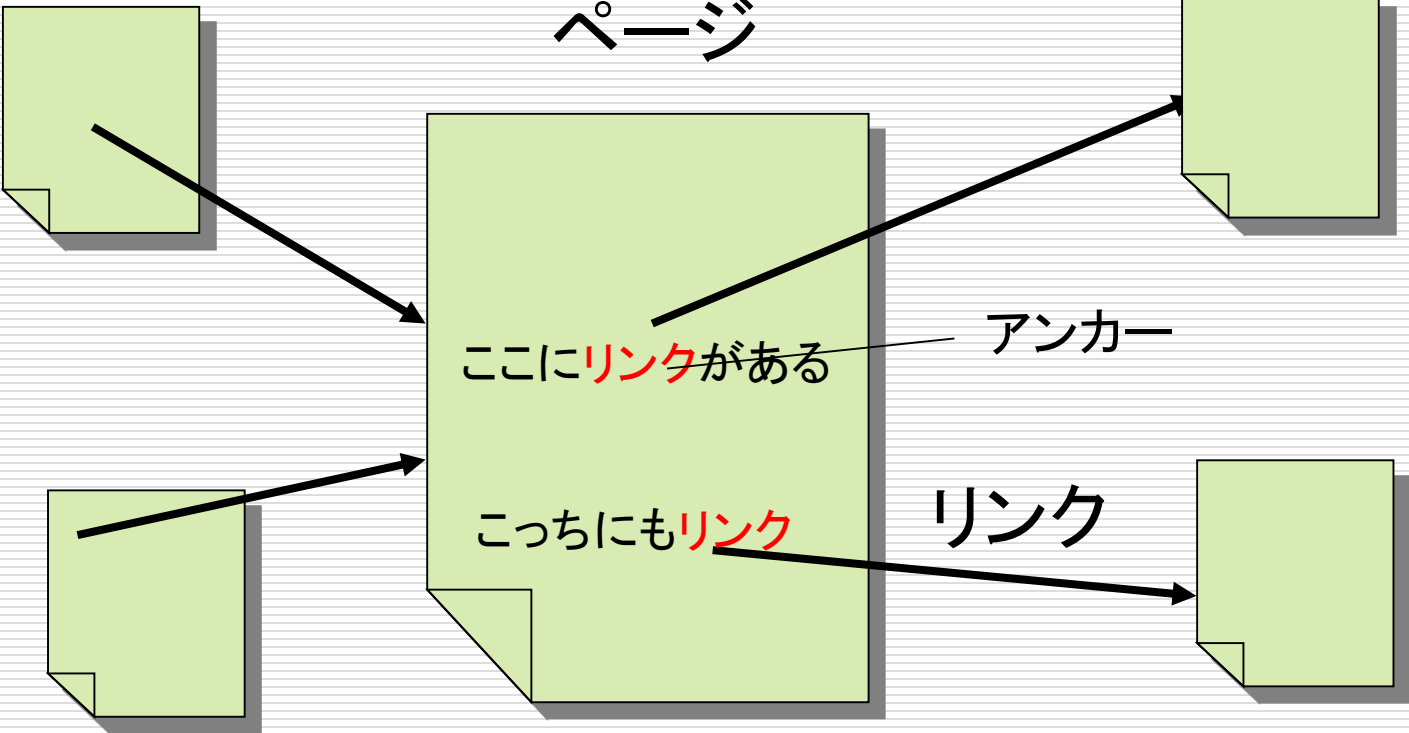 ページ
ここにリンクがある
アンカー
こっちにもリンク
リンク